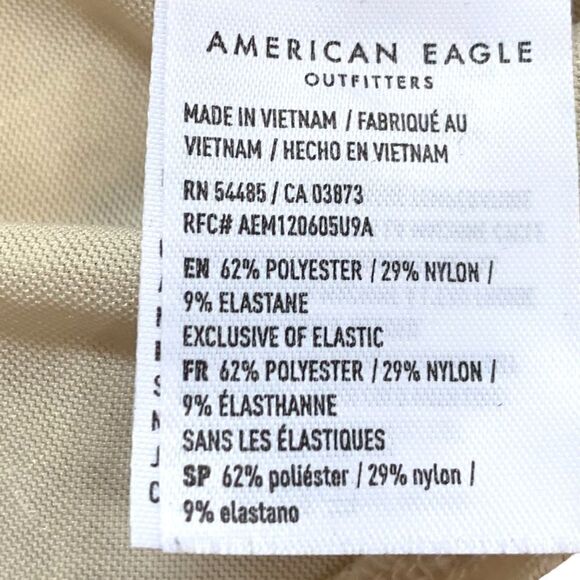 AMERICAN EAGLE
OUTFITTERS
MADE IN VIETNAM / FABRIQUÉ AU
VIETNAM / HECHO EN VIETNAM
RN 54485 / CA 03873
RFC# AEM120605U9A
EN 62% POLYESTER / 29% NYLON /
9% ELASTANE
EXCLUSIVE OF ELASTIC
FR 62% POLYESTER / 29% NYLON /
9% ÉLASTHANNE
SANS LES ÉLASTIQUES
SP 62% poliéster / 29% nylon /
9% elastano